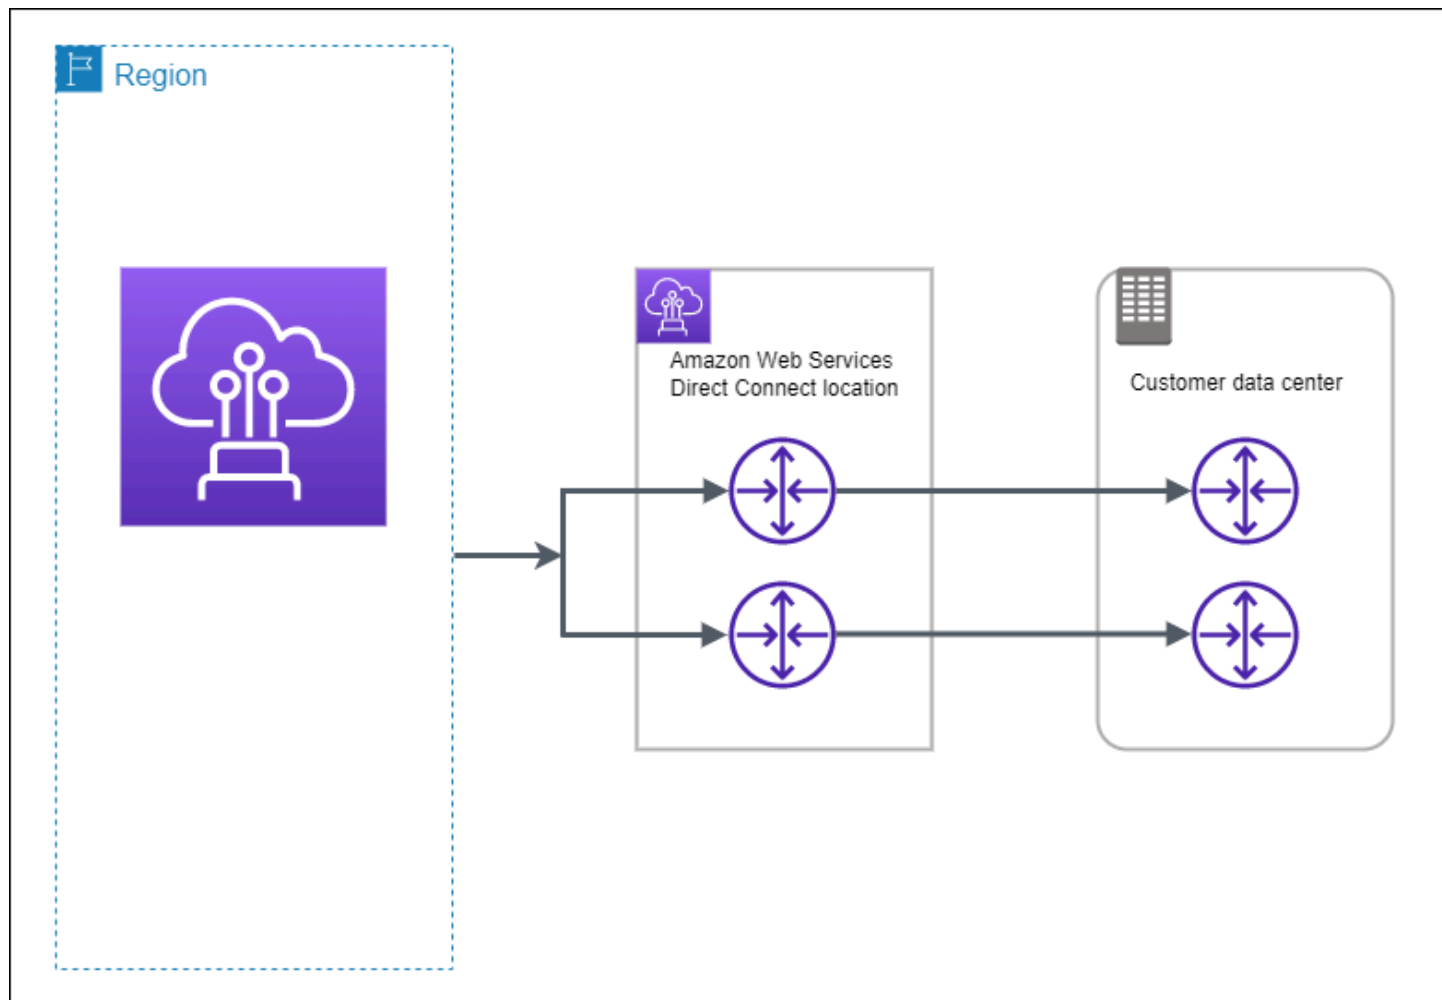 Region
Amazon Web Services
Direct Connect location
Customer data center